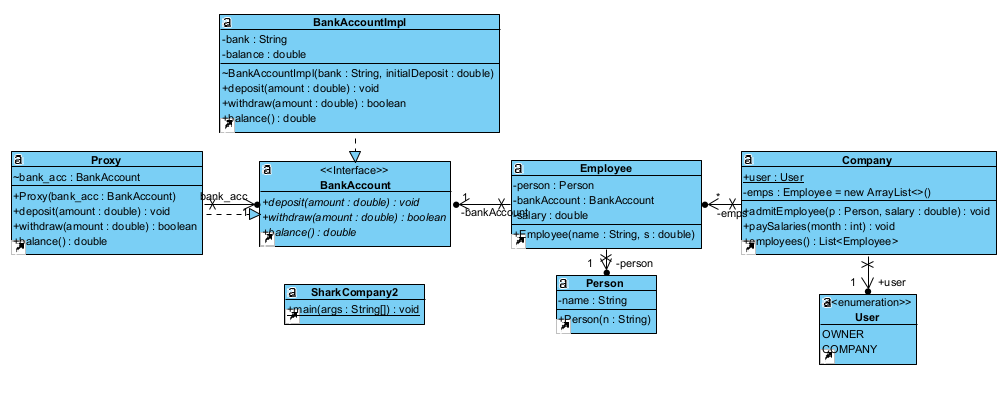 BankAccountImpl
-bank : String
-balance : double
~BankAccountImpl(bank : String, initialDeposit : double)
+deposit(amount : double) : void
+withdraw(amount : double) : boolean
+balance() : double
Proxy
~bank_acc : BankAccount
+Proxy(bank_acc : BankAccount)
+deposit(amount : double) : void
+withdraw(amount : double) : boolean
+balance() : double
bank_acc
1
<<Interface>>
BankAccount
+deposit(amount : double) : void
+withdraw(amount : double) : boolean
+balance() : double
1
-bankAccount
Employee
-person : Person
-bankAccount : BankAccount
-salary : double
+Employee(name : String, s : double)
*
-emps
Company
+user : User
-emps : Employee = new ArrayList<>()
+admitEmployee(p : Person, salary : double) : void
+paySalaries(month : int) : void
+employees() : List<Employee>
1
-person
1
+user
SharkCompany2
+main(args : String[]) : void
Person
-name : String
+Person(n : String)
<<enumeration>>
User
OWNER
COMPANY